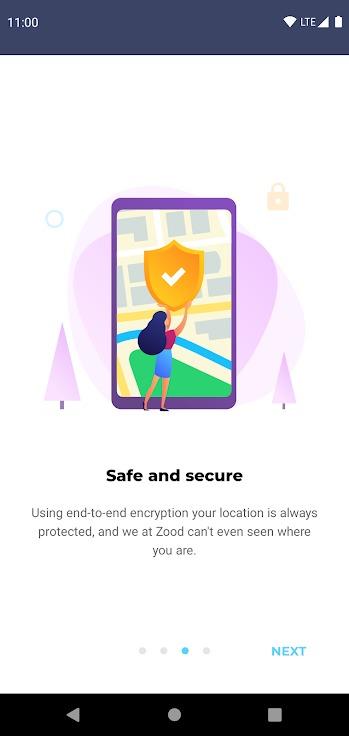 11:00
LTE
Safe and secure
Using end-to-end encryption your location is always
protected, and we at Zood can't even seen where
you are.
NEXT